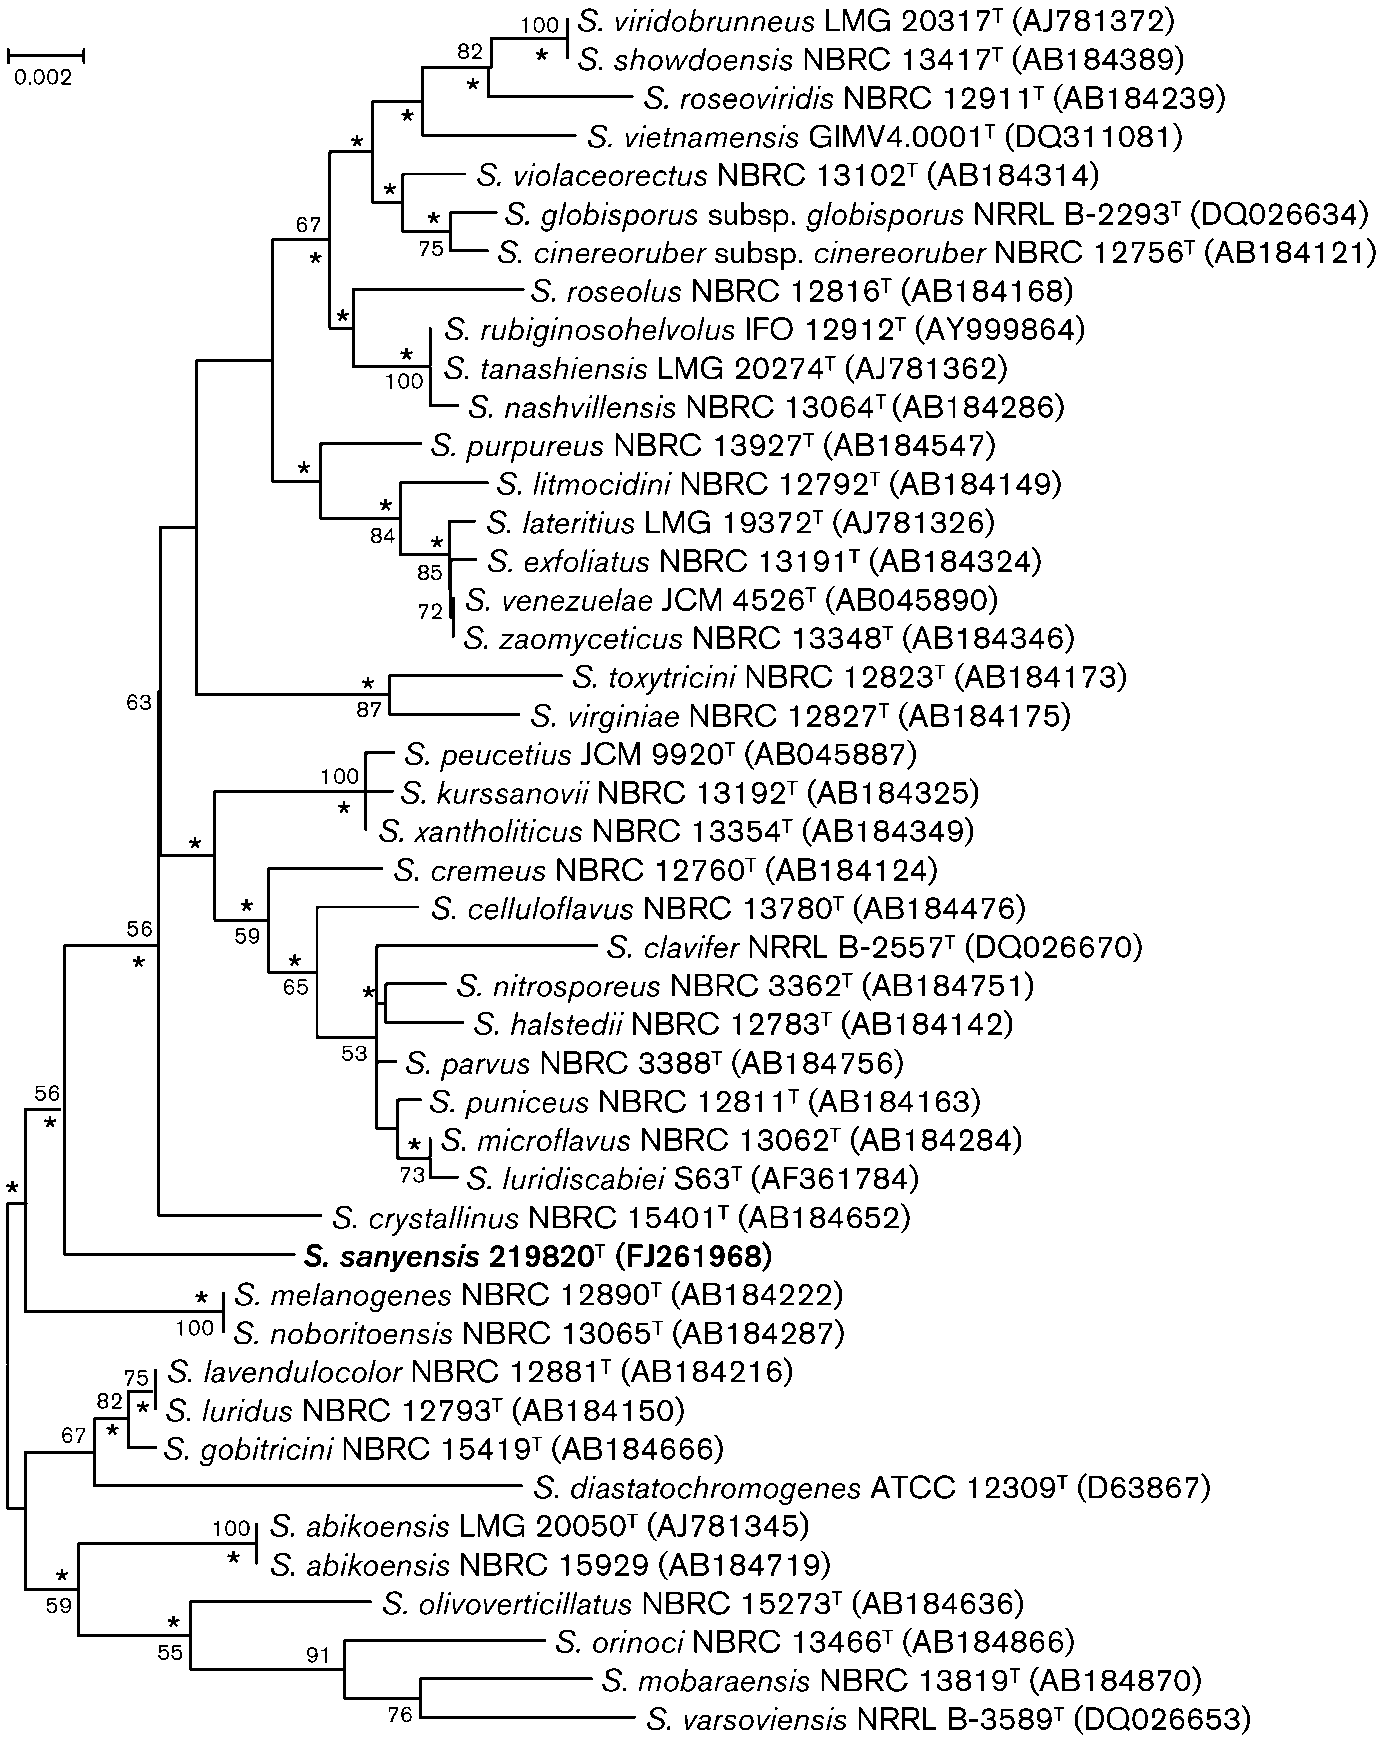 100
S. viridobrunneus LMG 20317T (AJ781372)
0.002
82
*
S. showdoensis NBRC 13417T (AB184389)
*
S. roseoviridis NBRC 12911T (AB184239)
*
S. vietnamensis GIMV4.0001T (DQ311081)
*
S. violaceorectus NBRC 13102T (AB184314)
*
67
*
S. globisporus subsp. globisporus NRRL B-2293T (DQ026634)
*
75
S. cinereoruber subsp. cinereoruber NBRC 12756T (AB184121)
S. roseolus NBRC 12816T (AB184168)
*
S. rubiginosohelvolus IFO 12912T (AY999864)
*
100
S. tanashiensis LMG 20274T (AJ781362)
S. nashvillensis NBRC 13064T (AB184286)
S. purpureus NBRC 13927T (AB184547)
*
S. litmocidini NBRC 12792T (AB184149)
*
84
S. lateritius LMG 19372T (AJ781326)
*
85
S. exfoliatus NBRC 13191T (AB184324)
72
S. venezuelae JCM 4526T (AB045890)
S. zaomyceticus NBRC 13348T (AB184346)
63
*
87
S. toxytricini NBRC 12823T (AB184173)
S. virginiae NBRC 12827T (AB184175)
S. peucetius JCM 9920T (AB045887)
100
*
S. kurssanovii NBRC 13192T (AB184325)
*
S. xantholiticus NBRC 13354T (AB184349)
S. cremeus NBRC 12760T (AB184124)
56
*
*
59
S. celluloflavus NBRC 13780T (AB184476)
*
65
S. clavifer NRRL B-2557T (DQ026670)
*
S. nitrosporeus NBRC 3362T (AB184751)
S. halstedii NBRC 12783T (AB184142)
53
S. parvus NBRC 3388T (AB184756)
56
*
S. puniceus NBRC 12811T (AB184163)
*
S. microflavus NBRC 13062T (AB184284)
73
S. luridiscabiei S63T (AF361784)
*
S. crystallinus NBRC 15401T (AB184652)
S. sanyensis 219820T (FJ261968)
*
S. melanogenes NBRC 12890T (AB184222)
100
S. noboritoensis NBRC 13065T (AB184287)
75
S. lavendulocolor NBRC 12881T (AB184216)
82
*
S. luridus NBRC 12793T (AB184150)
67
*
S. gobitricini NBRC 15419T (AB184666)
S. diastatochromogenes ATCC 12309T (D63867)
100
S. abikoensis LMG 20050T (AJ781345)
*
S. abikoensis NBRC 15929 (AB184719)
*
59
*
S. olivoverticillatus NBRC 15273T (AB184636)
55
91
S. orinoci NBRC 13466T (AB184866)
S. mobaraensis NBRC 13819T (AB184870)
76
S. varsoviensis NRRL B-3589T (DQ026653)